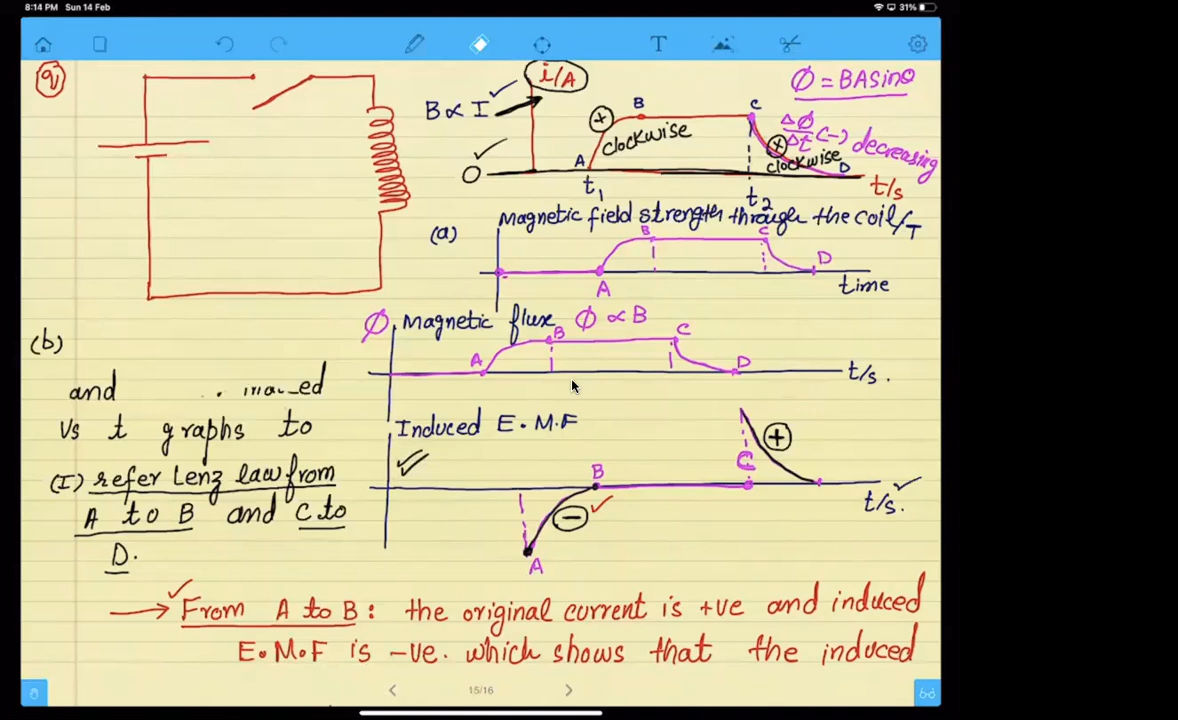 8:14 PM Sun 14 Feb
31%
T
q
i/A
B ∝ I
0
A
B
C
D
+
clockwise
+
clockwise
t₁
t₂
t/s
Φ = BAsinθ
ΔΦ/Δt (-) decreasing
(a)
Magnetic field strength through the coil/T
A
B
C
D
time
(b)
Φ Magnetic flux Φ ∝ B
A
B
C
D
t/s.
and
Vs t graphs to
(I) refer Lenz law from
A to B and C to
D.
Induced E.M.F
B
C
+
−
A
t/s.
→ From A to B: the original current is +ve and induced
E.M.F is -ve. which shows that the induced
15/16